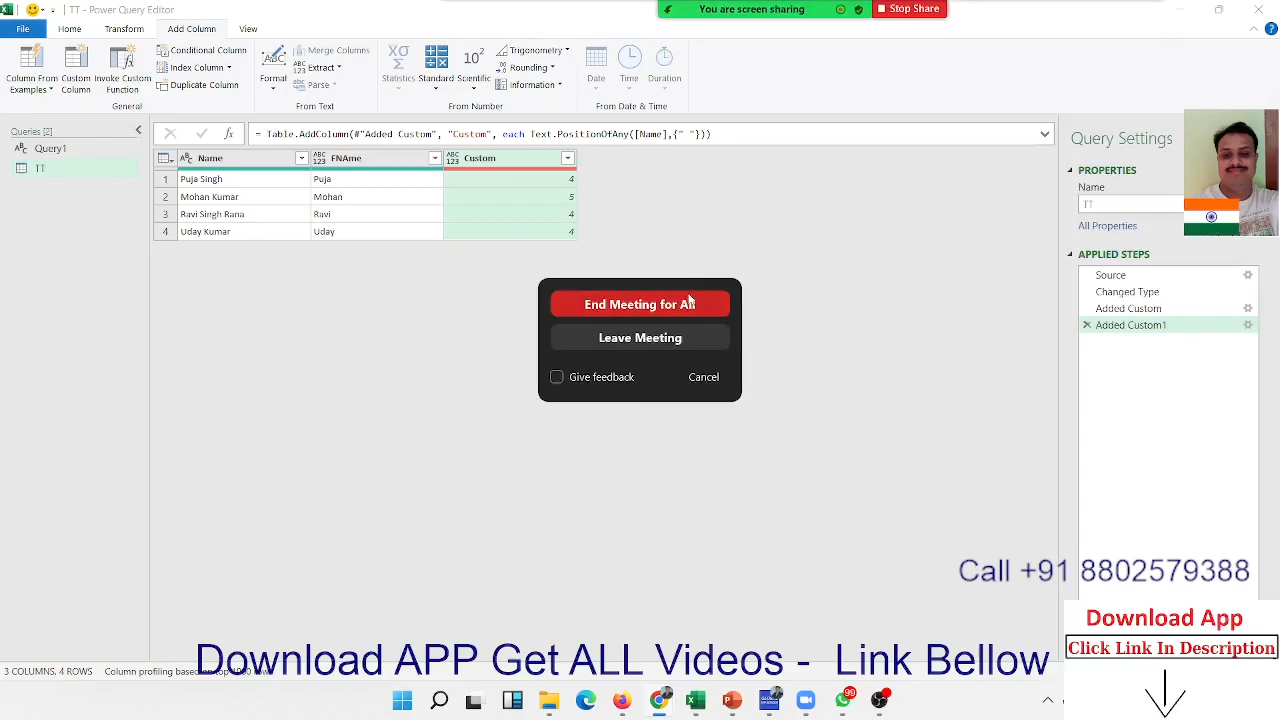 TT - Power Query Editor
You are screen sharing
Stop Share
File
Home
Transform
Add Column
View
Column From Examples
Custom Column
Invoke Custom Function
Conditional Column
Index Column
Duplicate Column
General
Format
Merge Columns
Extract
Parse
From Text
Statistics
Standard
Scientific
Trigonometry
Rounding
Information
From Number
Date
Time
Duration
From Date & Time
Queries [2]
Query1
TT
= Table.AddColumn(#"Added Custom", "Custom", each Text.PositionOfAny([Name],{" "}))
Name FName Custom
1 Puja Singh Puja 4
2 Mohan Kumar Mohan 5
3 Ravi Singh Rana Ravi 4
4 Uday Kumar Uday 4
End Meeting for All
Leave Meeting
Give feedback
Cancel
Query Settings
PROPERTIES
Name
TT
All Properties
APPLIED STEPS
Source
Changed Type
Added Custom
Added Custom1
Call +91 8802579388
Download App
Click Link In Description
Download APP Get ALL Videos - Link Bellow
3 COLUMNS, 4 ROWS
99